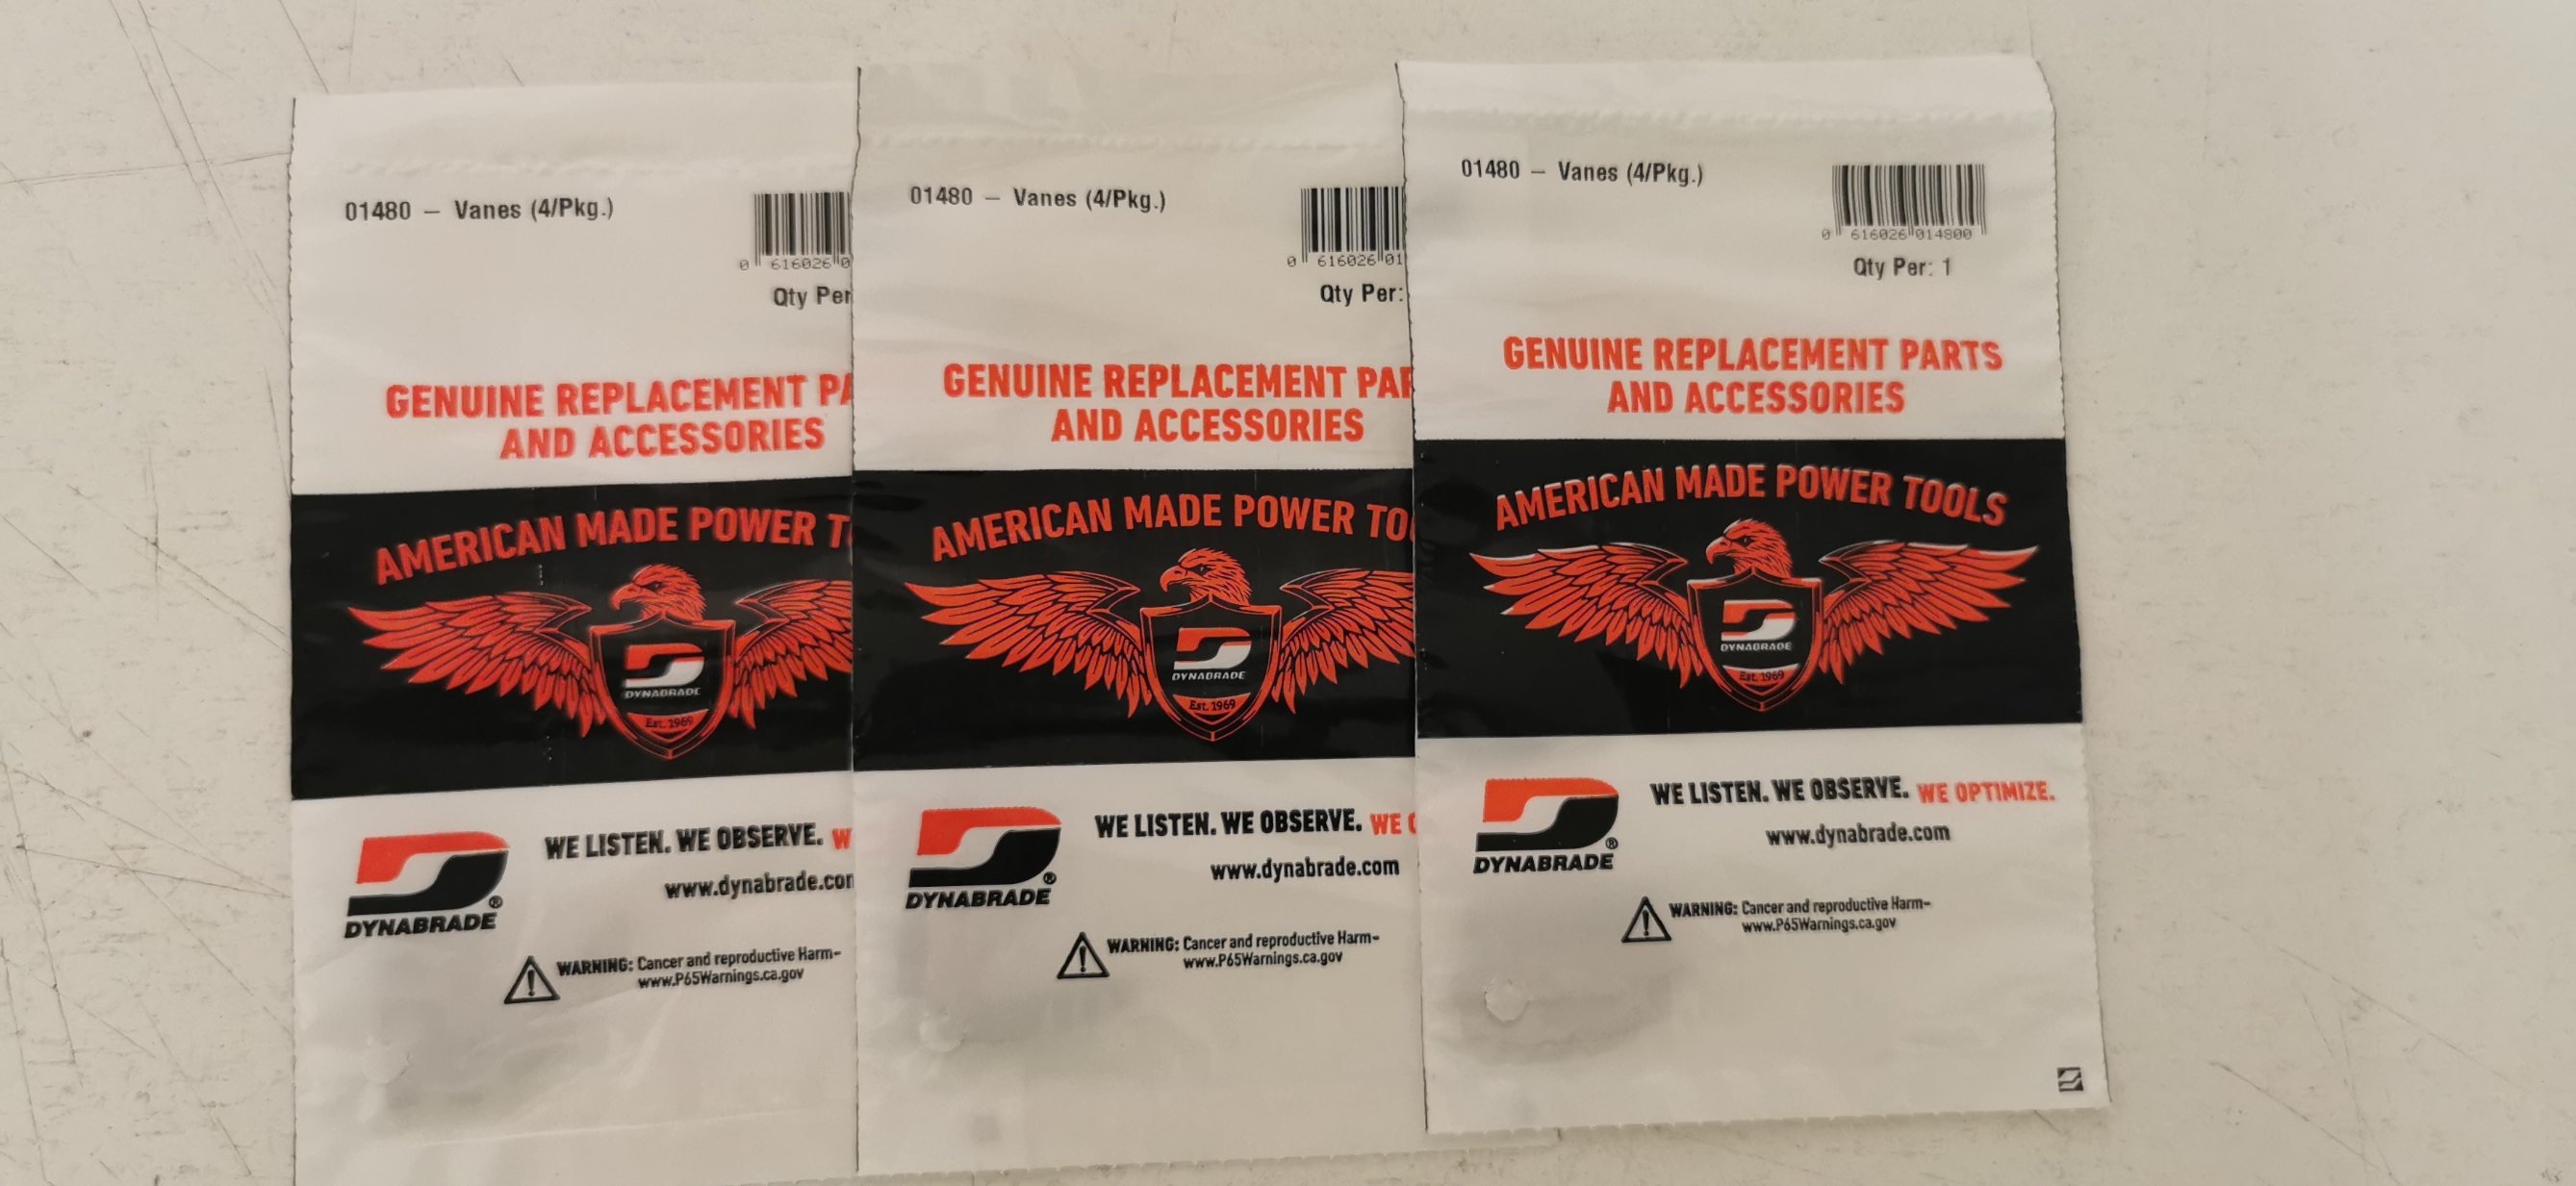 01480 – Vanes (4/Pkg.)
0 616026 0
Qty Per
GENUINE REPLACEMENT PA
AND ACCESSORIES
AMERICAN MADE POWER T
DYNABRADE
Est. 1969
WE LISTEN. WE OBSERVE. W
www.dynabrade.con
DYNABRADE®
WARNING: Cancer and reproductive Harm-
www.P65Warnings.ca.gov
01480 – Vanes (4/Pkg.)
0 616026 01
Qty Per:
GENUINE REPLACEMENT PAR
AND ACCESSORIES
AMERICAN MADE POWER TO
DYNABRADE
Est. 1969
WE LISTEN. WE OBSERVE. WE O
www.dynabrade.com
DYNABRADE®
WARNING: Cancer and reproductive Harm-
www.P65Warnings.ca.gov
01480 – Vanes (4/Pkg.)
0 616026 014800
Qty Per: 1
GENUINE REPLACEMENT PARTS
AND ACCESSORIES
AMERICAN MADE POWER TOOLS
DYNABRADE
Est. 1969
WE LISTEN. WE OBSERVE. WE OPTIMIZE.
www.dynabrade.com
DYNABRADE®
WARNING: Cancer and reproductive Harm-
www.P65Warnings.ca.gov